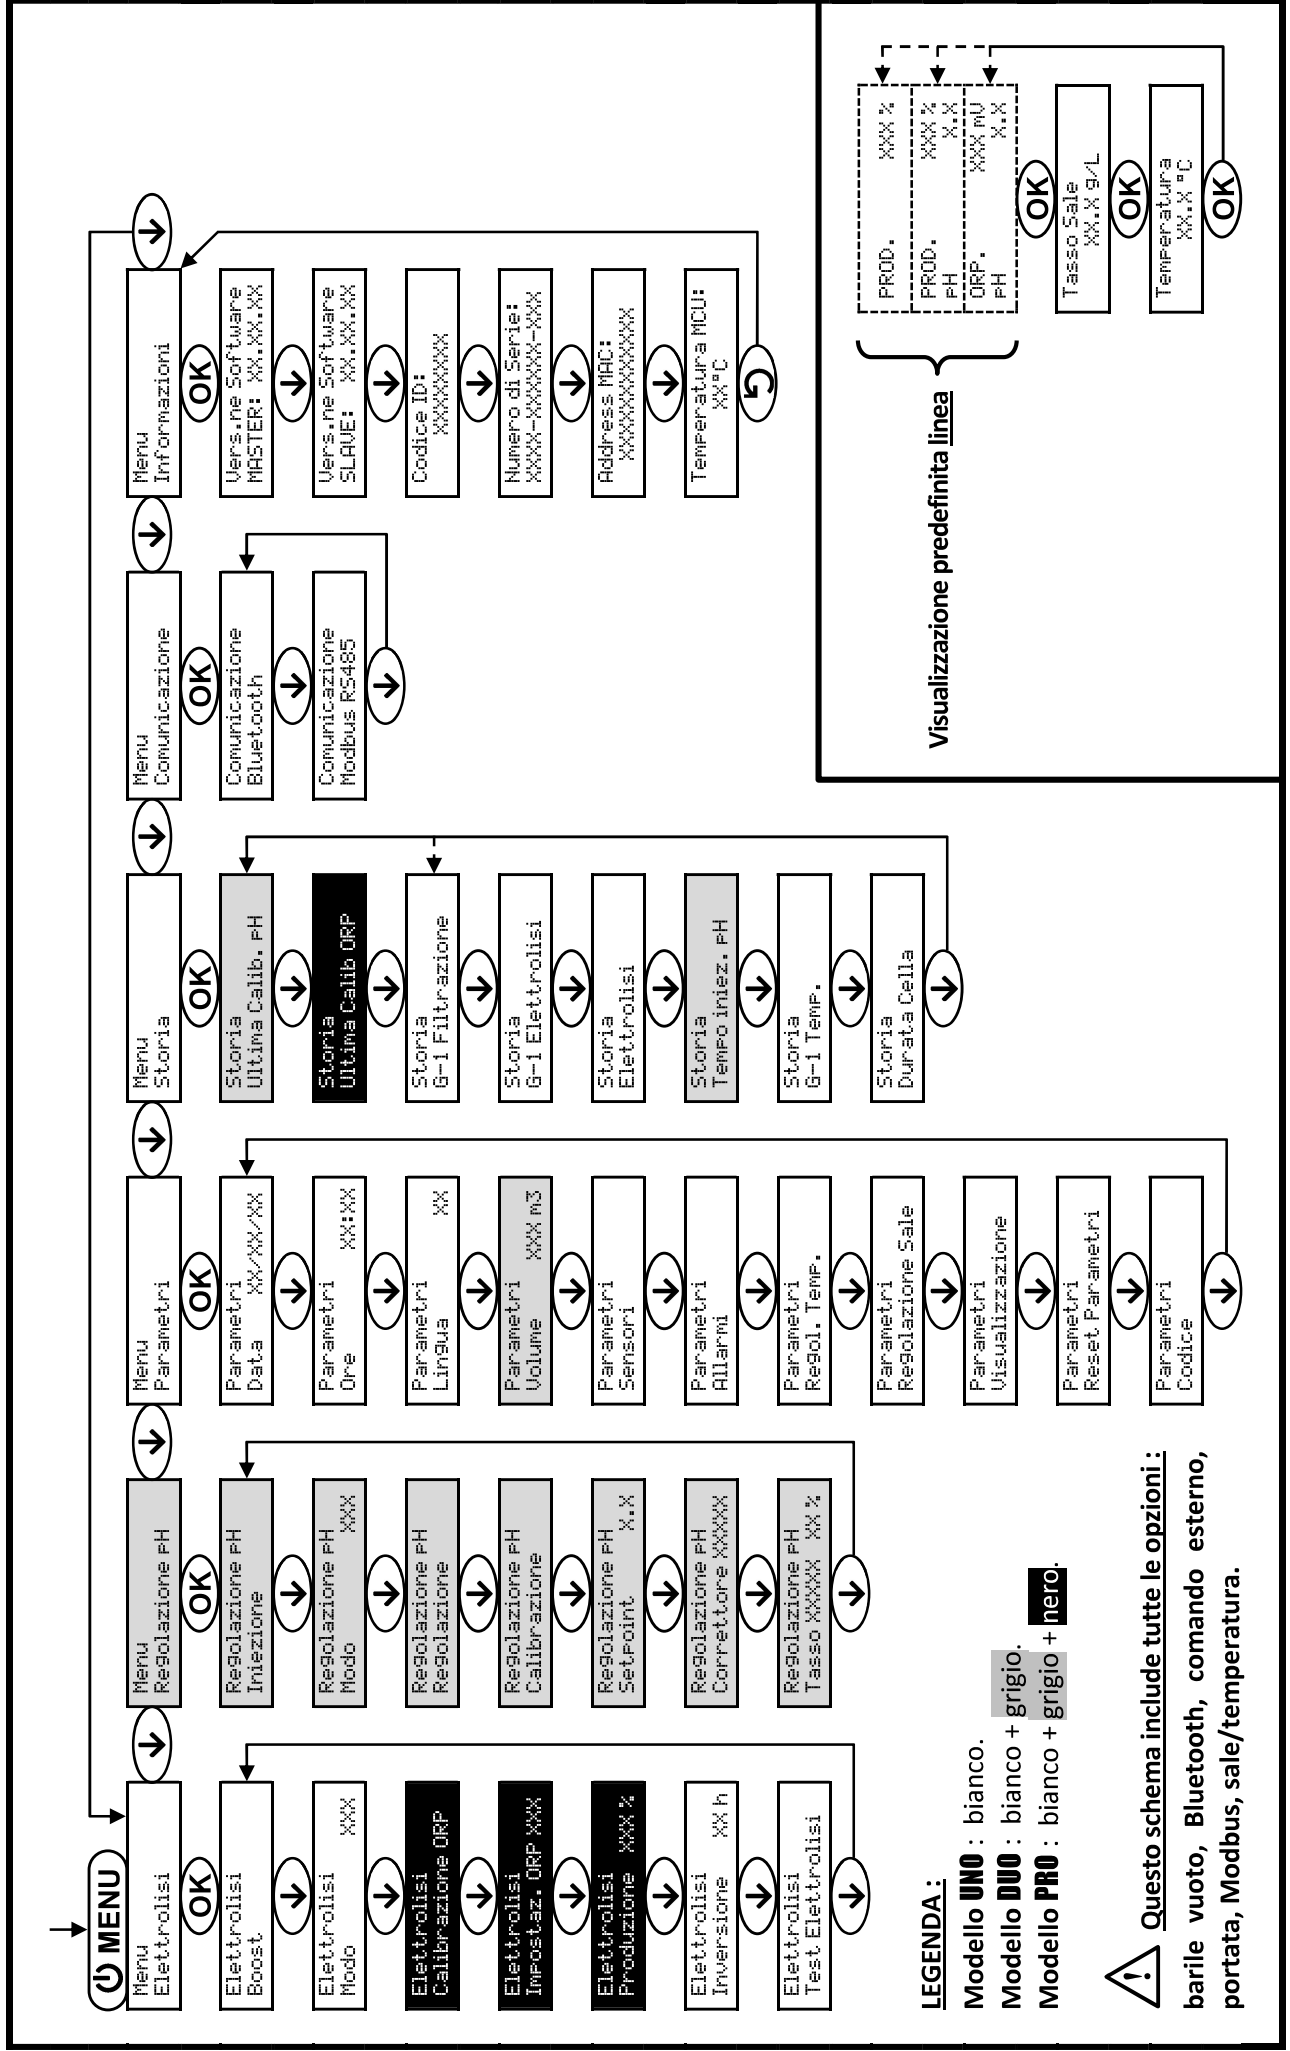 MENU
Menu
Elettrolisi
OK
Elettrolisi
Boost
Elettrolisi
Modo XXX
Elettrolisi
Calibrazione ORP
Elettrolisi
Impostaz. ORP XXX
Elettrolisi
Produzione XXX %
Elettrolisi
Inversione XX h
Elettrolisi
Test Elettrolisi
Menu
Regolazione pH
OK
Regolazione pH
Iniezione
Regolazione pH
Modo XXX
Regolazione pH
Regolazione
Regolazione pH
Calibrazione
Regolazione pH
Setpoint X.X
Regolazione pH
Correttore XXXXX
Regolazione pH
Tasso XXXXX XX %
Menu
Parametri
OK
Parametri
Data XX/XX/XX
Parametri
Ore XX:XX
Parametri
Lingua XX
Parametri
Volume XXX m3
Parametri
Sensori
Parametri
Allarmi
Parametri
Regol. Temp.
Parametri
Regolazione Sale
Parametri
Visualizzazione
Parametri
Reset Parametri
Parametri
Codice
Menu
Storia
OK
Storia
Ultima Calib. pH
Storia
Ultima Calib ORP
Storia
G-1 Filtrazione
Storia
G-1 Elettrolisi
Storia
Elettrolisi
Storia
Tempo iniez. pH
Storia
G-1 Temp.
Storia
Durata Cella
Menu
Comunicazione
OK
Comunicazione
Bluetooth
Comunicazione
Modbus RS485
Menu
Informazioni
OK
Vers.ne Software
MASTER: XX.XX.XX
Vers.ne Software
SLAVE: XX.XX.XX
Codice ID:
XXXXXXXX
Numero di Serie:
XXXX-XXXXXX-XXX
Address MAC:
XXXXXXXXXXXX
Temperatura MCU:
XX°C
LEGENDA :
Modello UNO : bianco.
Modello DUO : bianco + grigio.
Modello PRO : bianco + grigio + nero.
Questo schema include tutte le opzioni :
barile vuoto, Bluetooth, comando esterno,
portata, Modbus, sale/temperatura.
Visualizzazione predefinita linea
PROD. XXX %
PROD. XXX %
pH X.X
ORP. XXX mV
pH X.X
OK
Tasso Sale
XX.X g/L
OK
Temperatura
XX.X °C
OK